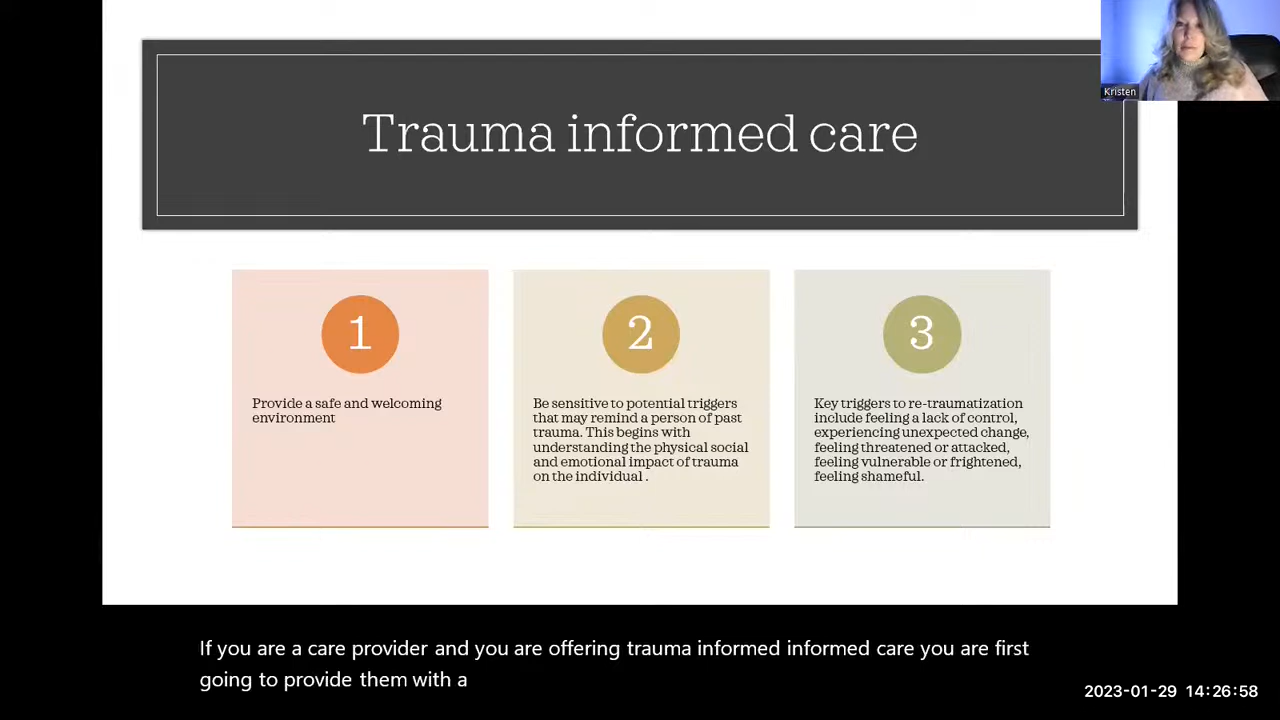 Kristen
Trauma informed care
1
Provide a safe and welcoming
environment
2
Be sensitive to potential triggers
that may remind a person of past
trauma. This begins with
understanding the physical social
and emotional impact of trauma
on the individual .
3
Key triggers to re-traumatization
include feeling a lack of control,
experiencing unexpected change,
feeling threatened or attacked,
feeling vulnerable or frightened,
feeling shameful.
If you are a care provider and you are offering trauma informed informed care you are first
going to provide them with a
2023-01-29 14:26:58